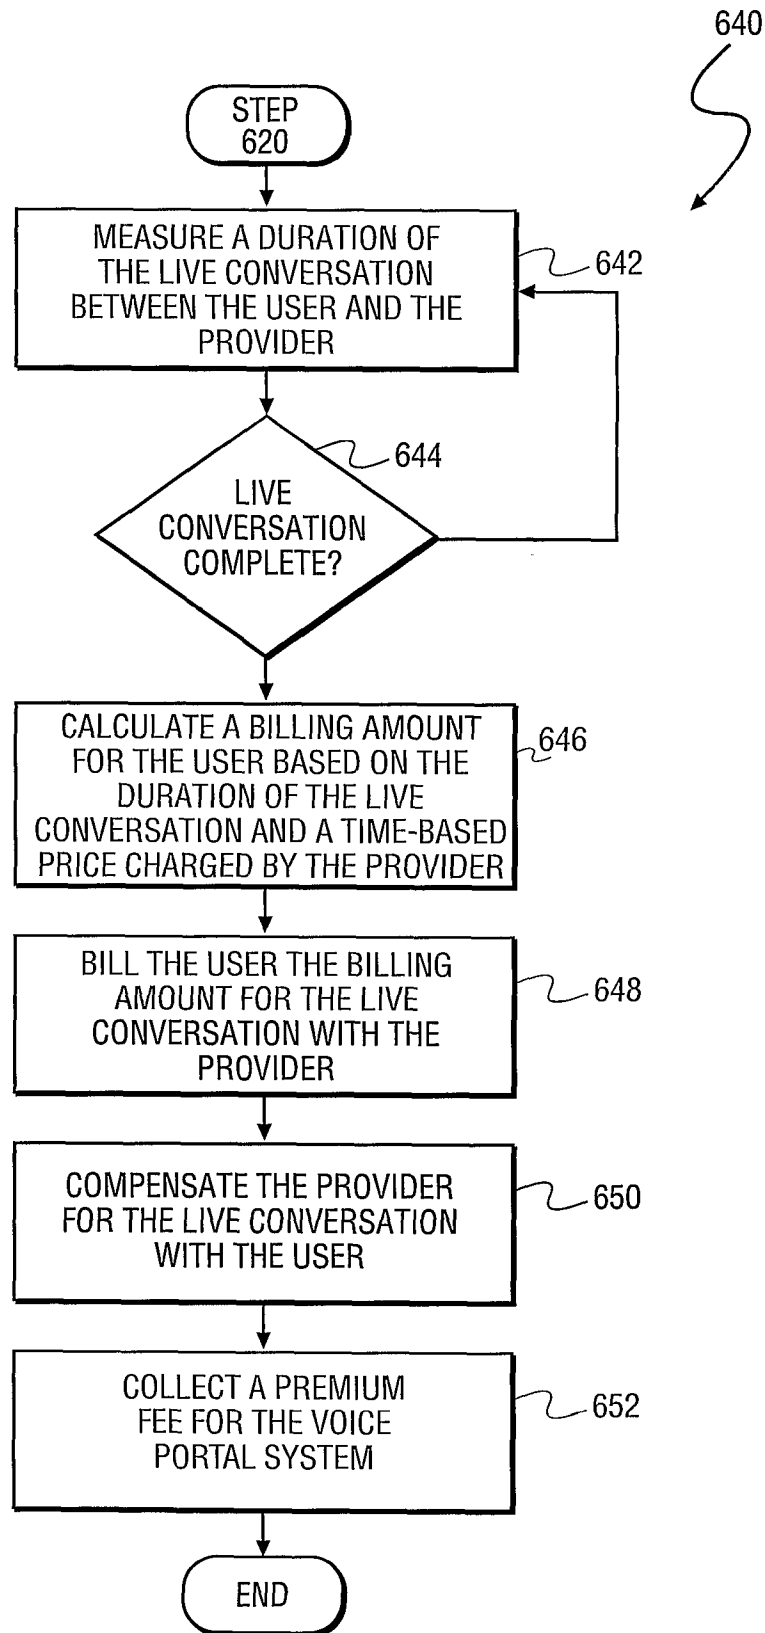 640
STEP
620
MEASURE A DURATION OF
THE LIVE CONVERSATION
BETWEEN THE USER AND THE
PROVIDER
642
644
LIVE
CONVERSATION
COMPLETE?
CALCULATE A BILLING AMOUNT
FOR THE USER BASED ON THE
DURATION OF THE LIVE
CONVERSATION AND A TIME-BASED
PRICE CHARGED BY THE PROVIDER
646
BILL THE USER THE BILLING
AMOUNT FOR THE LIVE
CONVERSATION WITH THE
PROVIDER
648
COMPENSATE THE PROVIDER
FOR THE LIVE CONVERSATION
WITH THE USER
650
COLLECT A PREMIUM
FEE FOR THE VOICE
PORTAL SYSTEM
652
END